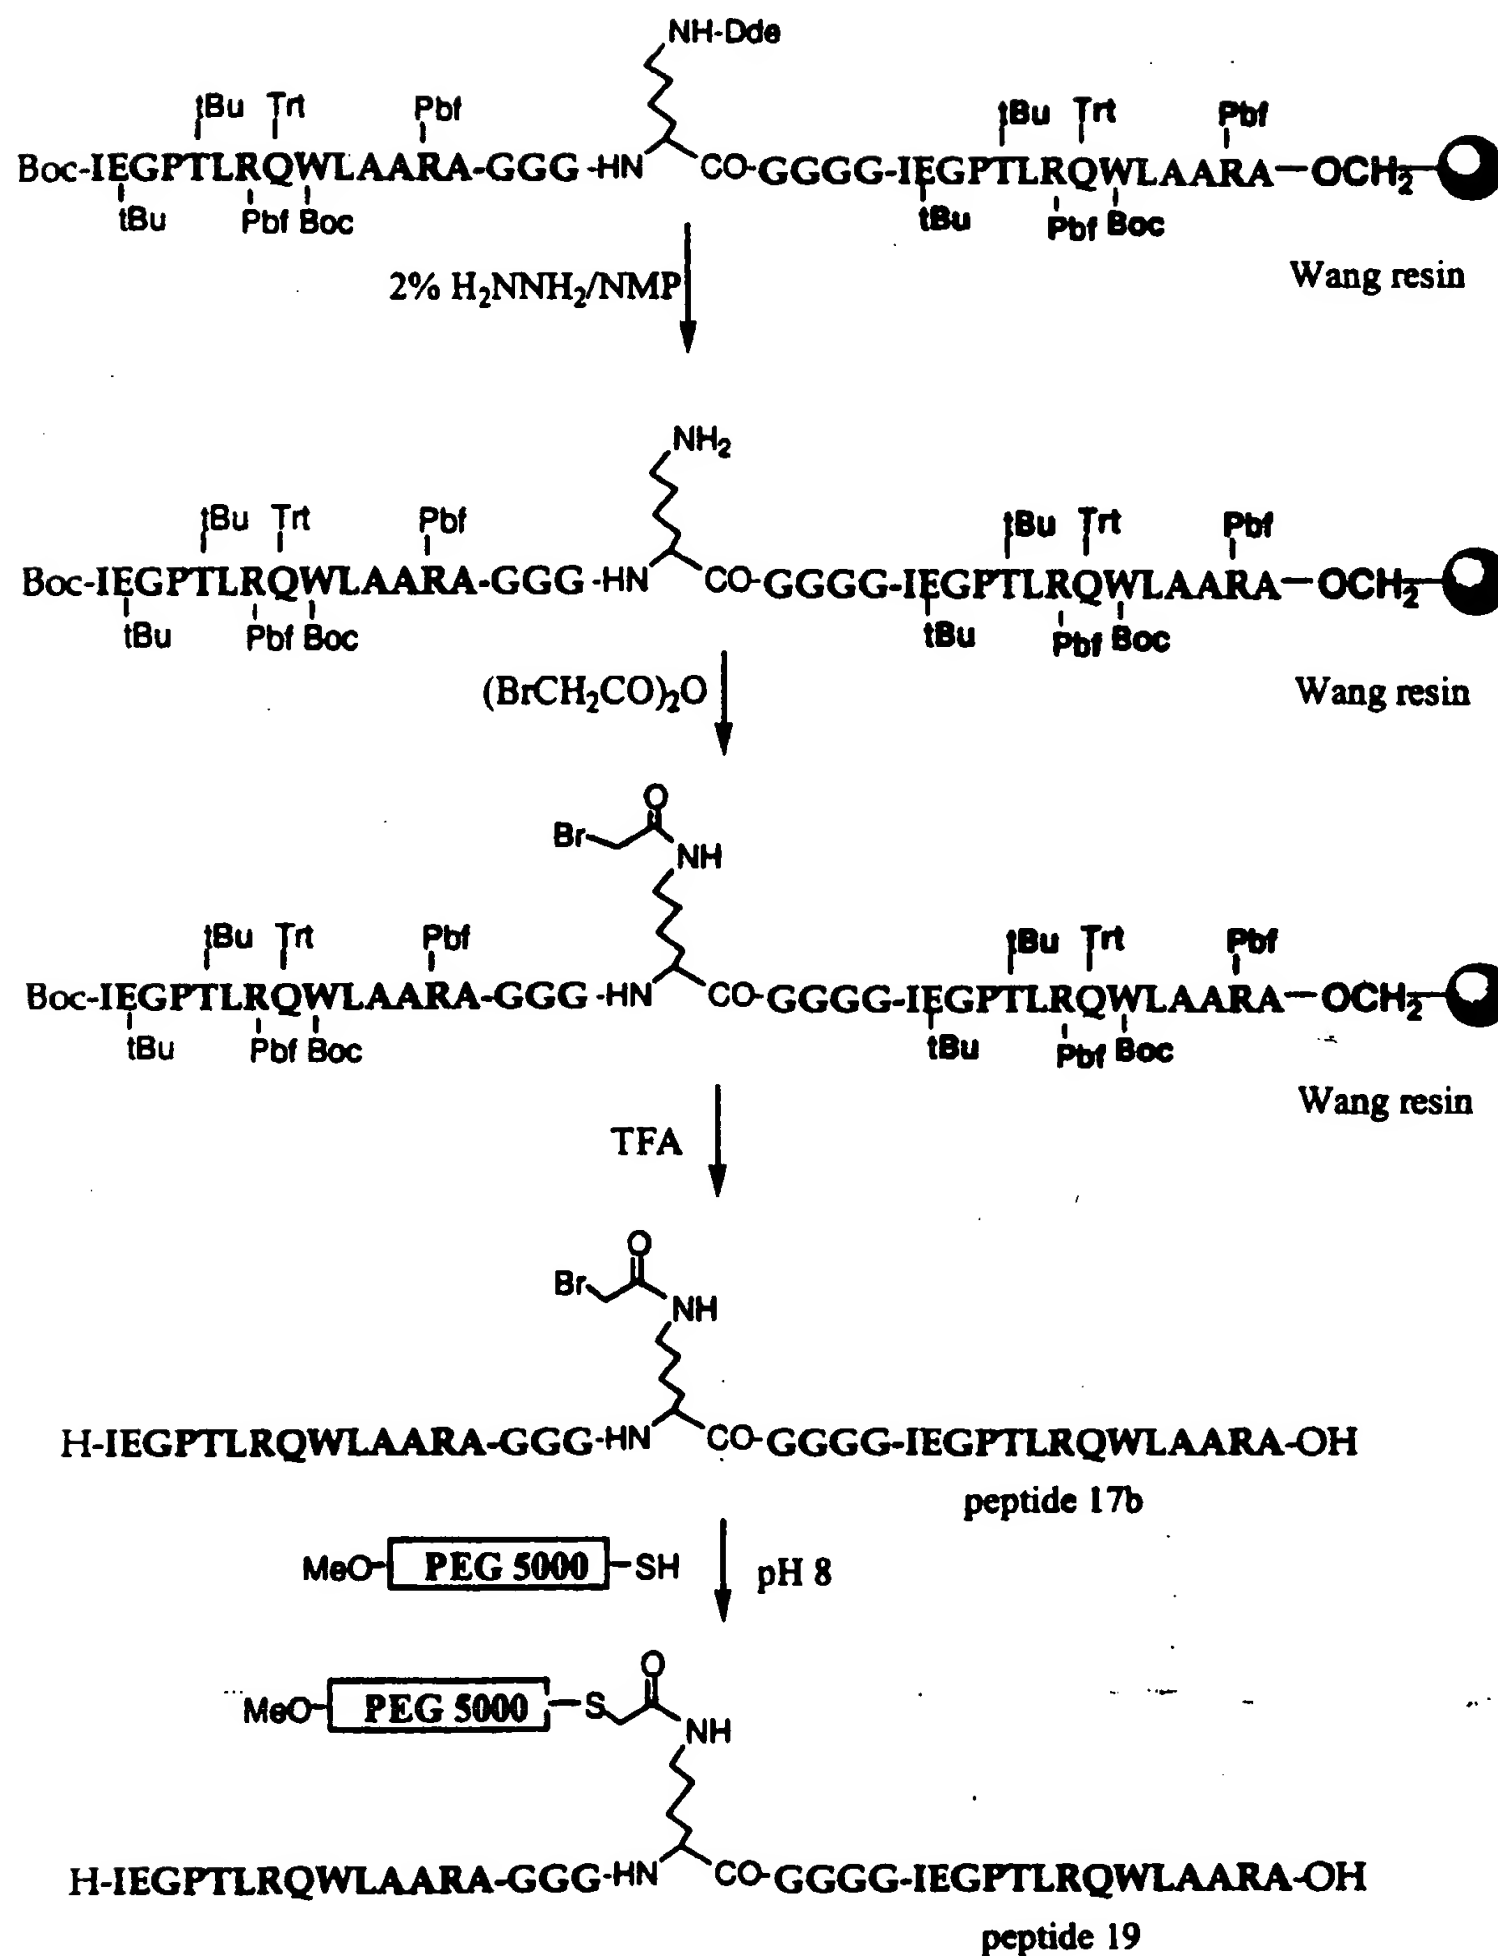 NH-Dde
tBu Trt Pbf tBu Trt Pbf
Boc-IEGPTLRQWLAARA-GGG-HN CO-GGGG-IEGPTLRQWLAARA-OCH₂
tBu Pbf Boc tBu Pbf Boc
Wang resin
2% H₂NNH₂/NMP
NH₂
tBu Trt Pbf tBu Trt Pbf
Boc-IEGPTLRQWLAARA-GGG-HN CO-GGGG-IEGPTLRQWLAARA-OCH₂
tBu Pbf Boc tBu Pbf Boc
Wang resin
(BrCH₂CO)₂O
O
Br
NH
tBu Trt Pbf tBu Trt Pbf
Boc-IEGPTLRQWLAARA-GGG-HN CO-GGGG-IEGPTLRQWLAARA-OCH₂
tBu Pbf Boc tBu Pbf Boc
Wang resin
TFA
O
Br
NH
H-IEGPTLRQWLAARA-GGG-HN CO-GGGG-IEGPTLRQWLAARA-OH
peptide 17b
MeO-PEG 5000-SH pH 8
O
MeO-PEG 5000-S
NH
H-IEGPTLRQWLAARA-GGG-HN CO-GGGG-IEGPTLRQWLAARA-OH
peptide 19